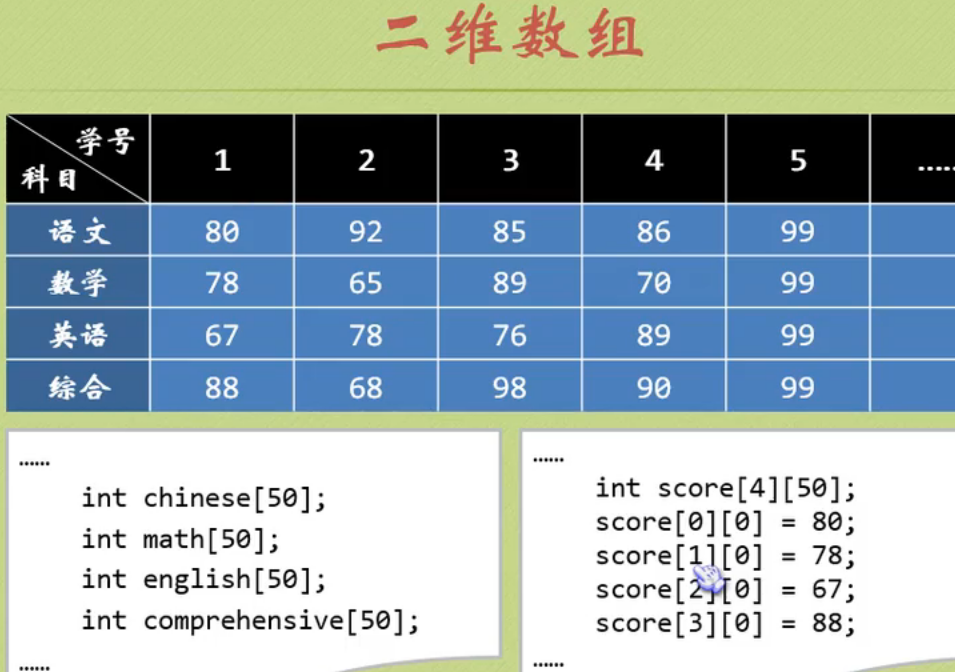 二维数组
学号 1 2 3 4 5 ……
科目
语文 80 92 85 86 99
数学 78 65 89 70 99
英语 67 78 76 89 99
综合 88 68 98 90 99
……
int chinese[50];
int math[50];
int english[50];
int comprehensive[50];
……
……
int score[4][50];
score[0][0] = 80;
score[1][0] = 78;
score[2][0] = 67;
score[3][0] = 88;
……